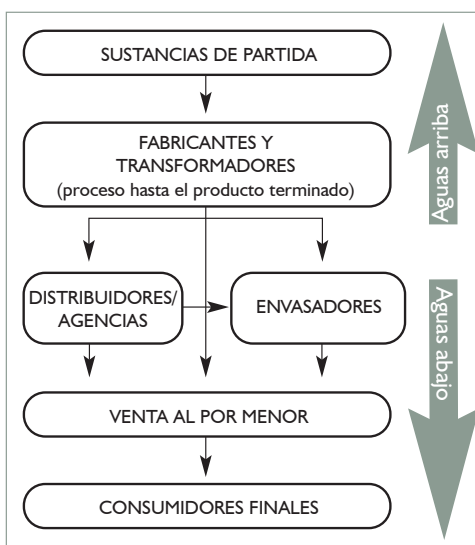 SUSTANCIAS DE PARTIDA
FABRICANTES Y
TRANSFORMADORES
(proceso hasta el producto terminado)
Aguas arriba
DISTRIBUIDORES/
AGENCIAS
ENVASADORES
Aguas abajo
VENTA AL POR MENOR
CONSUMIDORES FINALES